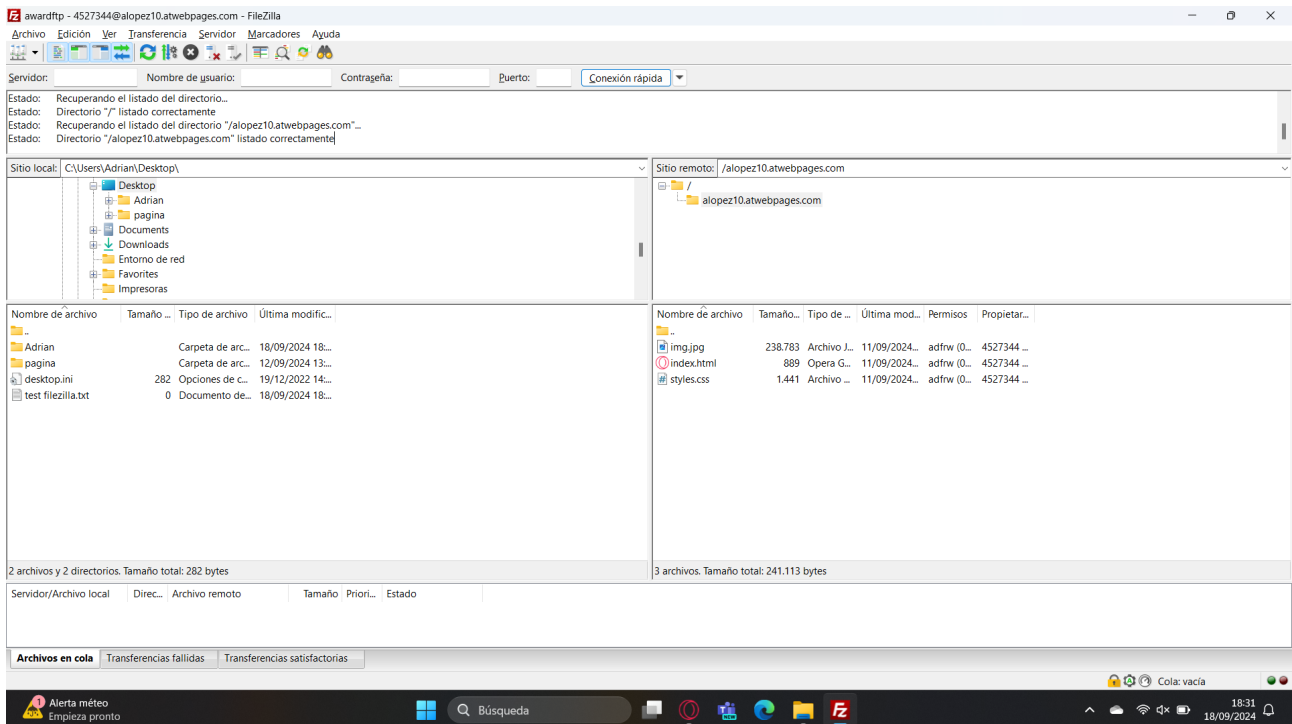 awardftp - 4527344@alopez10.atwebpages.com - FileZilla
Archivo Edición Ver Transferencia Servidor Marcadores Ayuda
Servidor: Nombre de usuario: Contraseña: Puerto: Conexión rápida
Estado: Recuperando el listado del directorio...
Estado: Directorio "/" listado correctamente
Estado: Recuperando el listado del directorio "/alopez10.atwebpages.com"...
Estado: Directorio "/alopez10.atwebpages.com" listado correctamente
Sitio local: C:\Users\Adrian\Desktop\
Desktop
Adrian
pagina
Documents
Downloads
Entorno de red
Favorites
Impresoras
Sitio remoto: /alopez10.atwebpages.com
/
alopez10.atwebpages.com
Nombre de archivo Tamaño ... Tipo de archivo Última modific...
..
Adrian Carpeta de arc... 18/09/2024 18:...
pagina Carpeta de arc... 12/09/2024 13:...
desktop.ini 282 Opciones de c... 19/12/2022 14:...
test filezilla.txt 0 Documento de... 18/09/2024 18:...
2 archivos y 2 directorios. Tamaño total: 282 bytes
Nombre de archivo Tamaño... Tipo de ... Última mod... Permisos Propietar...
..
img.jpg 238.783 Archivo J... 11/09/2024... adfrw (0... 4527344 ...
index.html 889 Opera G... 11/09/2024... adfrw (0... 4527344 ...
styles.css 1.441 Archivo ... 11/09/2024... adfrw (0... 4527344 ...
3 archivos. Tamaño total: 241.113 bytes
Servidor/Archivo local Direc... Archivo remoto Tamaño Priori... Estado
Archivos en cola Transferencias fallidas Transferencias satisfactorias
Cola: vacía
1
Alerta méteo
Empieza pronto
Búsqueda
NEW
18:31
18/09/2024